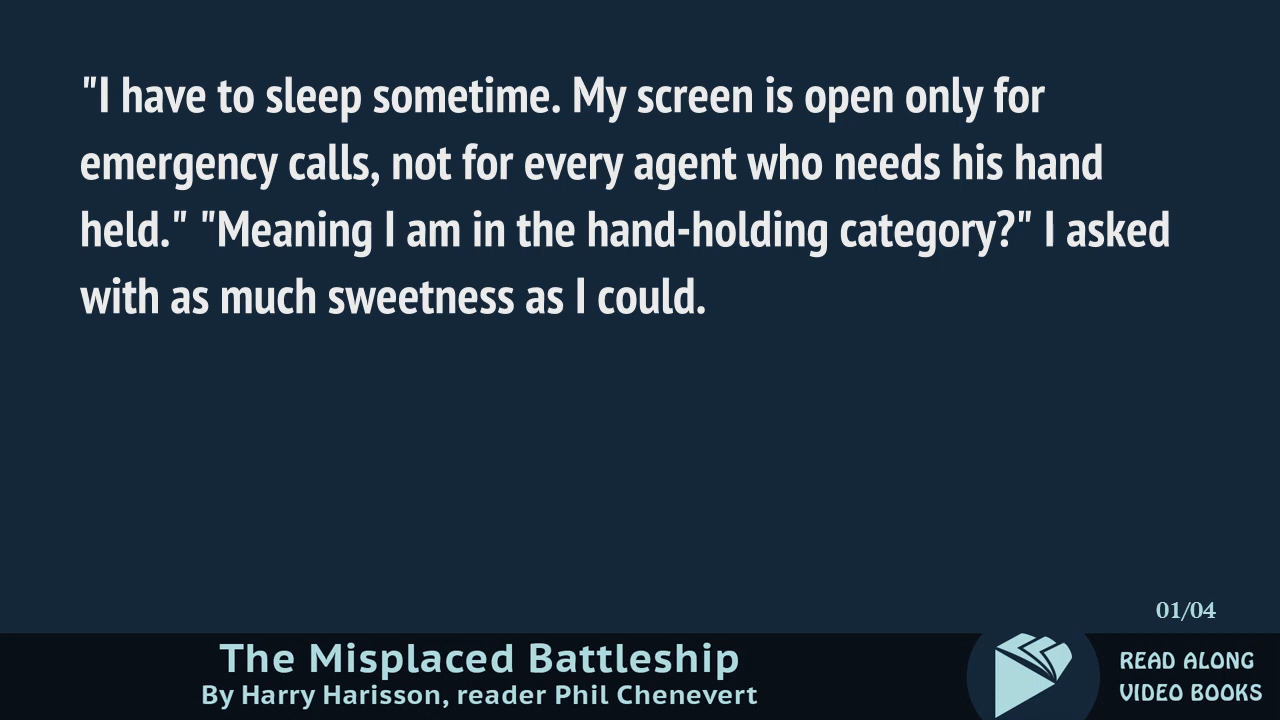 "I have to sleep sometime. My screen is open only for
emergency calls, not for every agent who needs his hand
held." "Meaning I am in the hand-holding category?" I asked
with as much sweetness as I could.
01/04
The Misplaced Battleship
By Harry Harisson, reader Phil Chenevert
READ ALONG
VIDEO BOOKS